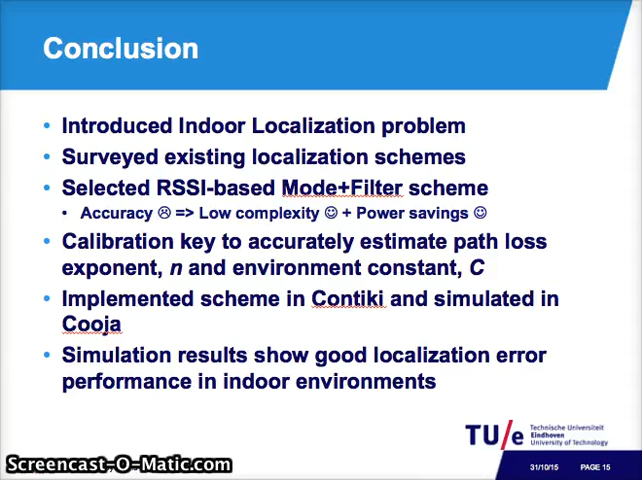 Conclusion
• Introduced Indoor Localization problem
• Surveyed existing localization schemes
• Selected RSSI-based Mode+Filter scheme
• Accuracy ☹ => Low complexity ☺ + Power savings ☺
• Calibration key to accurately estimate path loss
exponent, n and environment constant, C
• Implemented scheme in Contiki and simulated in
Cooja
• Simulation results show good localization error
performance in indoor environments
TU/e
Technische Universiteit
Eindhoven
University of Technology
Screencast-O-Matic.com
31/10/15 PAGE 15